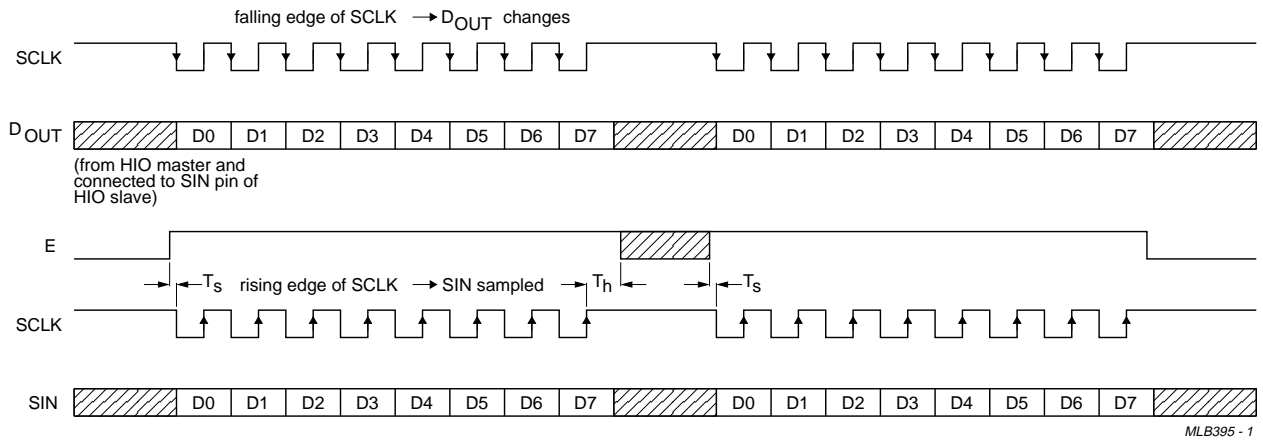 falling edge of SCLK → DOUT changes
SCLK
DOUT D0 D1 D2 D3 D4 D5 D6 D7 D0 D1 D2 D3 D4 D5 D6 D7
(from HIO master and
connected to SIN pin of
HIO slave)
E
Ts rising edge of SCLK → SIN sampled Th Ts
SCLK
SIN D0 D1 D2 D3 D4 D5 D6 D7 D0 D1 D2 D3 D4 D5 D6 D7
MLB395 - 1